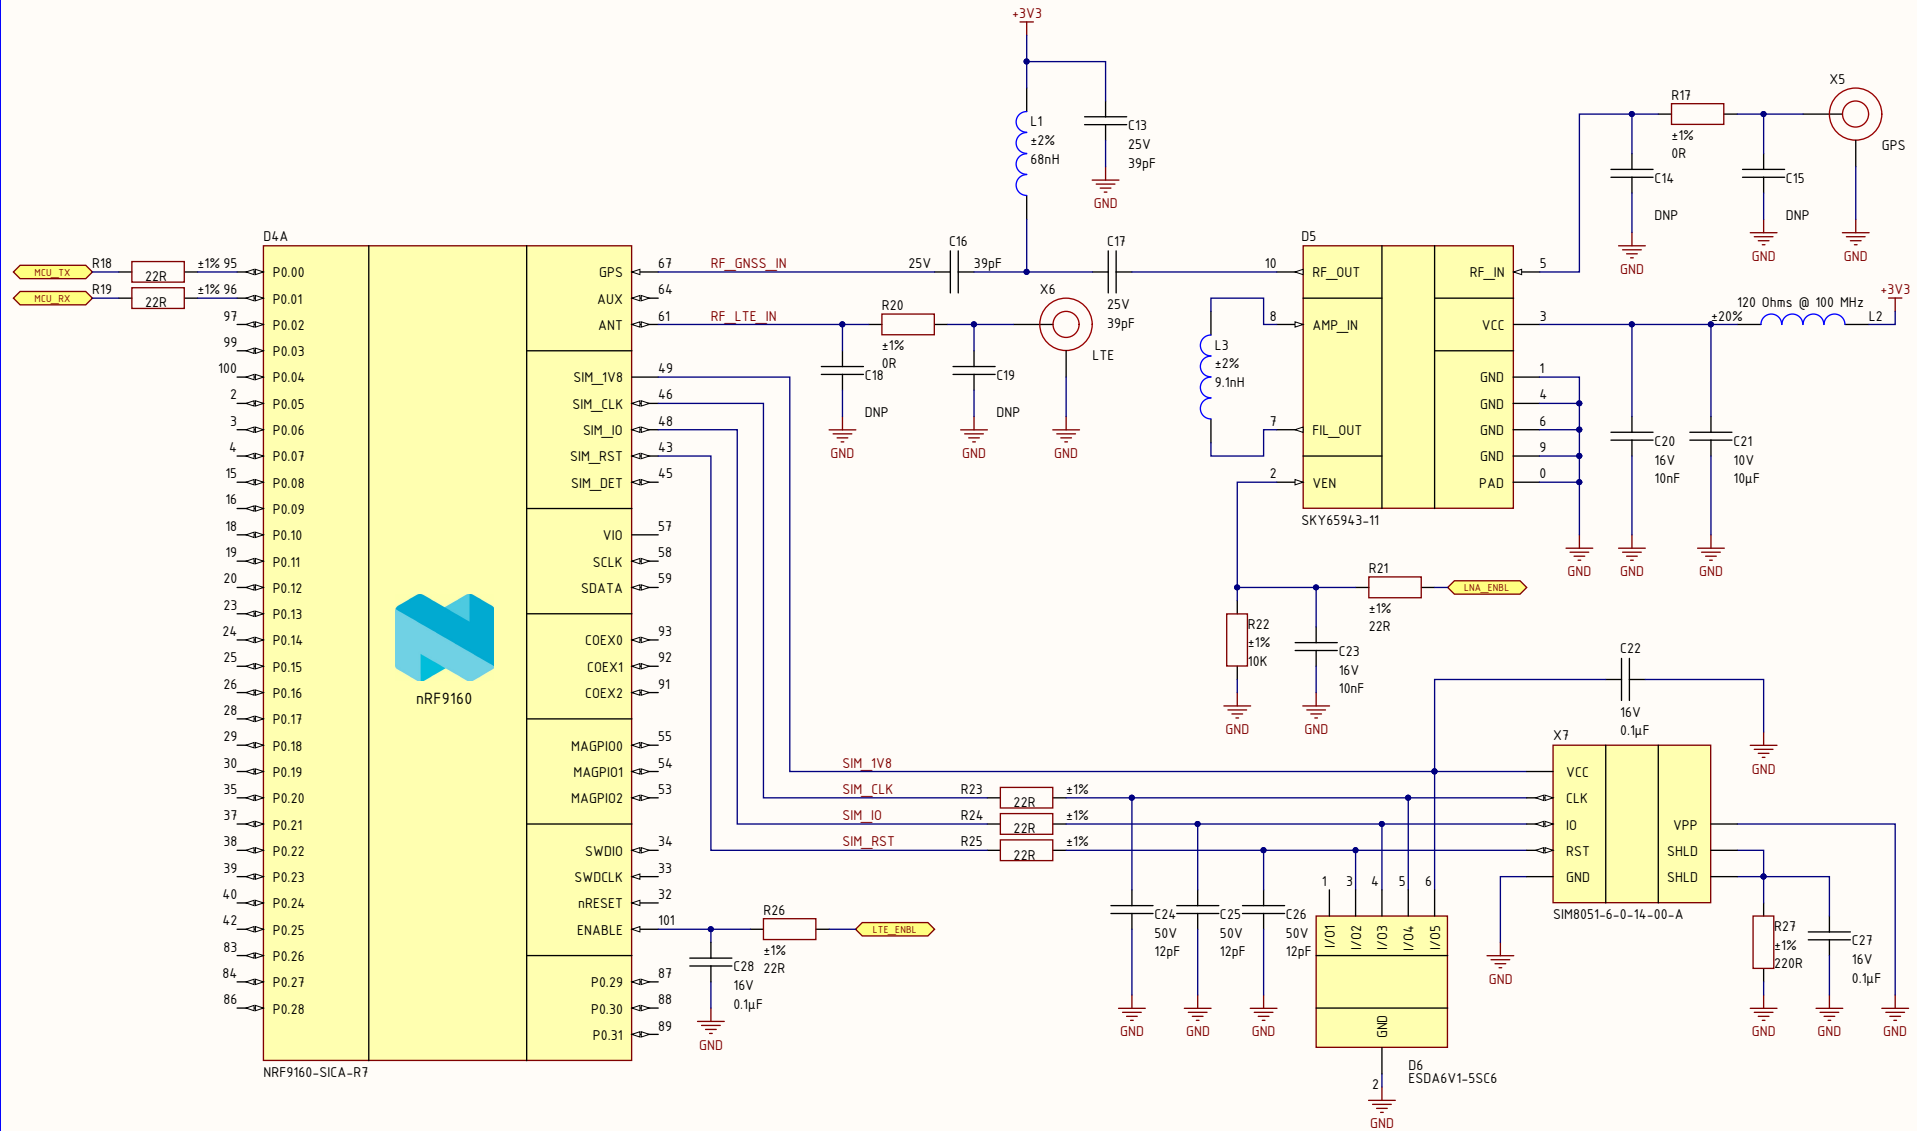 +3V3
L1
±2%
68nH
C13
25V
39pF
GND
X5
GPS
GND
R17
±1%
0R
C14
DNP
GND
C15
DNP
GND
D4A
MCU_TX
R18
22R
±1%
95
MCU_RX
R19
22R
±1%
96
P0.00
P0.01
97
P0.02
99
P0.03
100
P0.04
2
P0.05
3
P0.06
4
P0.07
15
P0.08
16
P0.09
18
P0.10
19
P0.11
20
P0.12
23
P0.13
24
P0.14
25
P0.15
26
P0.16
28
P0.17
29
P0.18
30
P0.19
35
P0.20
37
P0.21
38
P0.22
39
P0.23
40
P0.24
42
P0.25
83
P0.26
84
P0.27
86
P0.28
nRF9160
NRF9160-SICA-R7
GPS
67
AUX
64
ANT
61
SIM_1V8
49
SIM_CLK
46
SIM_IO
48
SIM_RST
43
SIM_DET
45
VIO
57
SCLK
58
SDATA
59
COEX0
93
COEX1
92
COEX2
91
MAGPIO0
55
MAGPIO1
54
MAGPIO2
53
SWDIO
34
SWDCLK
33
nRESET
32
ENABLE
101
P0.29
87
P0.30
88
P0.31
89
RF_GNSS_IN
25V
C16
39pF
C17
25V
39pF
RF_LTE_IN
R20
±1%
0R
C18
DNP
GND
C19
DNP
GND
X6
LTE
GND
D5
10
RF_OUT
8
AMP_IN
7
FIL_OUT
2
VEN
RF_IN
5
VCC
3
GND
1
GND
4
GND
6
GND
9
PAD
0
SKY65943-11
GND
L3
±2%
9.1nH
120 Ohms @ 100 MHz
±20%
L2
+3V3
C20
16V
10nF
GND
C21
10V
10µF
GND
R21
±1%
22R
LNA_ENBL
R22
±1%
10K
GND
C23
16V
10nF
GND
C22
16V
0.1µF
GND
SIM_1V8
SIM_CLK
R23
22R
±1%
SIM_IO
R24
22R
±1%
SIM_RST
R25
22R
±1%
X7
VCC
CLK
IO
RST
GND
VPP
SHLD
SHLD
SIM8051-6-0-14-00-A
GND
R26
±1%
22R
LTE_ENBL
C28
16V
0.1µF
GND
C24
50V
12pF
GND
C25
50V
12pF
GND
C26
50V
12pF
GND
1
3
4
5
6
I/O1
I/O2
I/O3
I/O4
I/O5
GND
D6
ESDA6V1-5SC6
2
GND
R27
±1%
220R
GND
C27
16V
0.1µF
GND
GND